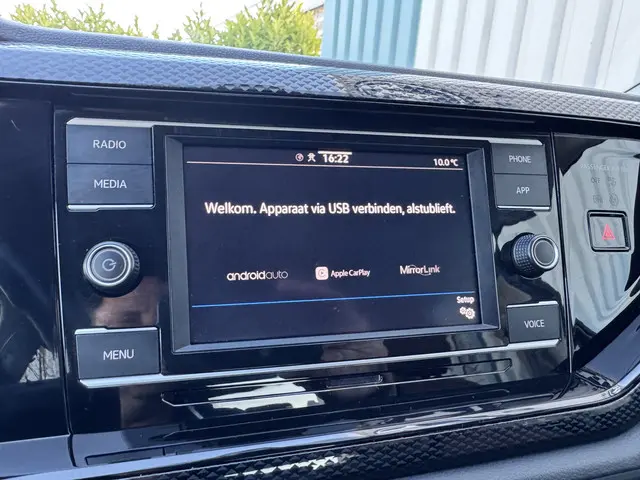 RADIO
MEDIA
MENU
16:22
10.0 °C
Welkom. Apparaat via USB verbinden, alstublieft.
androidauto
Apple CarPlay
MirrorLink
Setup
PHONE
APP
VOICE